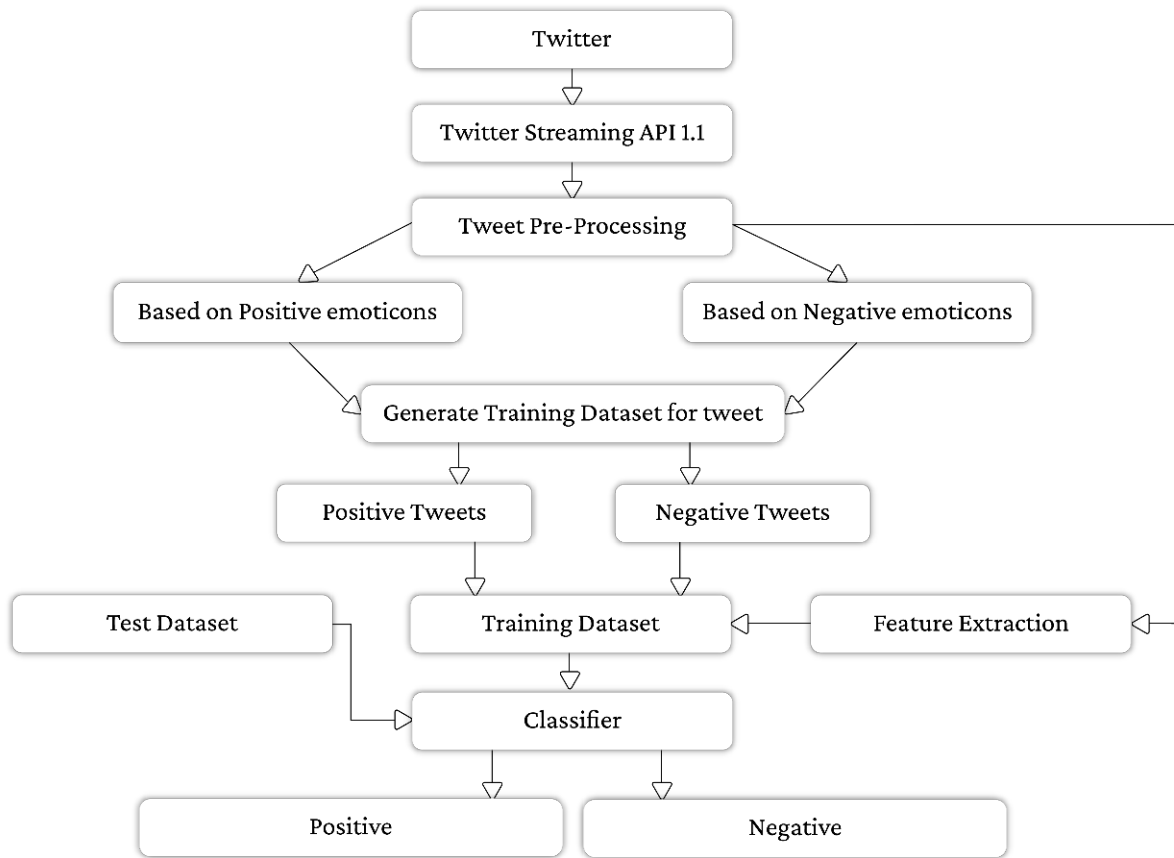 Twitter
Twitter Streaming API 1.1
Tweet Pre-Processing
Based on Positive emoticons
Based on Negative emoticons
Generate Training Dataset for tweet
Positive Tweets
Negative Tweets
Test Dataset
Training Dataset
Feature Extraction
Classifier
Positive
Negative